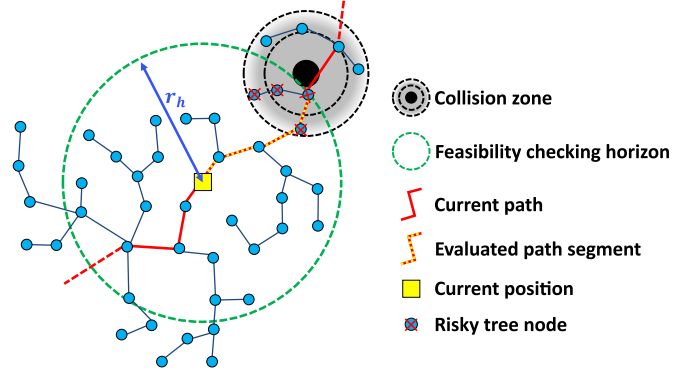 r_h
Collision zone
Feasibility checking horizon
Current path
Evaluated path segment
Current position
Risky tree node